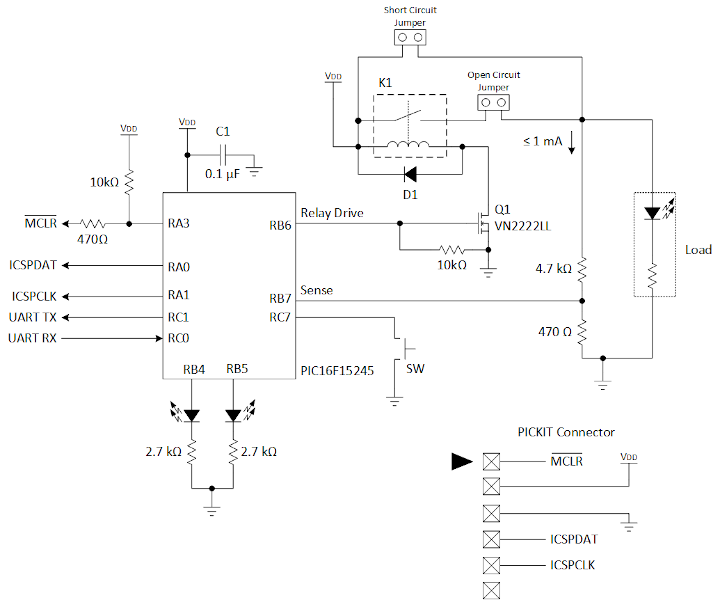 Short Circuit
Jumper
VDD
K1
Open Circuit
Jumper
VDD
VDD
C1
0.1 µF
≤ 1 mA
10kΩ
D1
MCLR
470Ω
RA3
RB6
Relay Drive
Q1
VN2222LL
10kΩ
Load
ICSPDAT
RA0
4.7 kΩ
ICSPCLK
RA1
RB7
Sense
UART TX
RC1
RC7
470 Ω
UART RX
RC0
RB4
RB5
PIC16F15245
SW
2.7 kΩ
2.7 kΩ
PICKIT Connector
MCLR
VDD
ICSPDAT
ICSPCLK